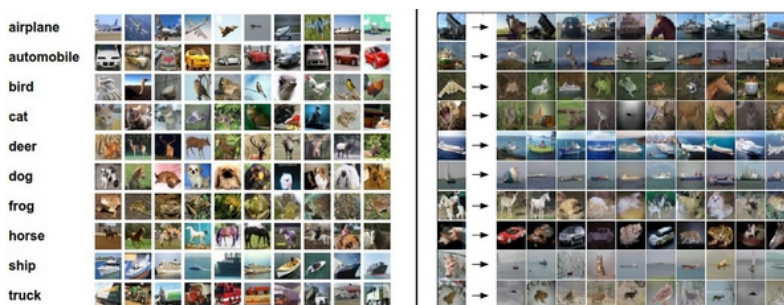 airplane
automobile
bird
cat
deer
dog
frog
horse
ship
truck